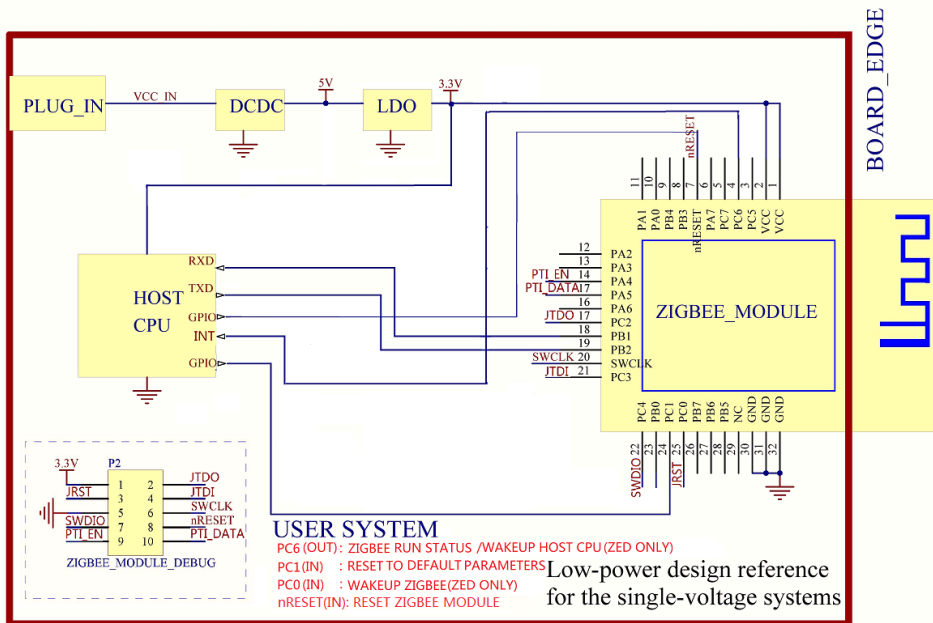 BOARD_EDGE
PLUG_IN
VCC_IN
DCDC
5V
LDO
3.3V
nRESET
11 10 9 8 7 6 5 4 3 2 1
PA1 PA0 PB4 PB3 nRESET PA7 PC7 PC6 PC5 VCC VCC
HOST
CPU
RXD
TXD
GPIO
INT
GPIO
12 PA2
13 PA3
PTI_EN 14 PA4
PTI_DATA 17 PA5
16 PA6
JTDO 17 PC2
18 PB1
19 PB2
SWCLK 20 SWCLK
JTDI 21 PC3
ZIGBEE_MODULE
PC4 PB0 PC1 PC0 PB7 PB6 PB5 NC GND GND GND
22 23 24 25 26 27 28 29 30 31 32
SWDIO
JRST
P2
3.3V 1 2 JTDO
JRST 3 4 JTDI
5 6 SWCLK
SWDIO 7 8 nRESET
PTI_EN 9 10 PTI_DATA
ZIGBEE_MODULE_DEBUG
USER SYSTEM
PC6 (OUT) : ZIGBEE RUN STATUS /WAKEUP HOST CPU (ZED ONLY)
PC1 (IN) : RESET TO DEFAULT PARAMETERS
PC0 (IN) : WAKEUP ZIGBEE(ZED ONLY)
nRESET(IN): RESET ZIGBEE MODULE
Low-power design reference
for the single-voltage systems